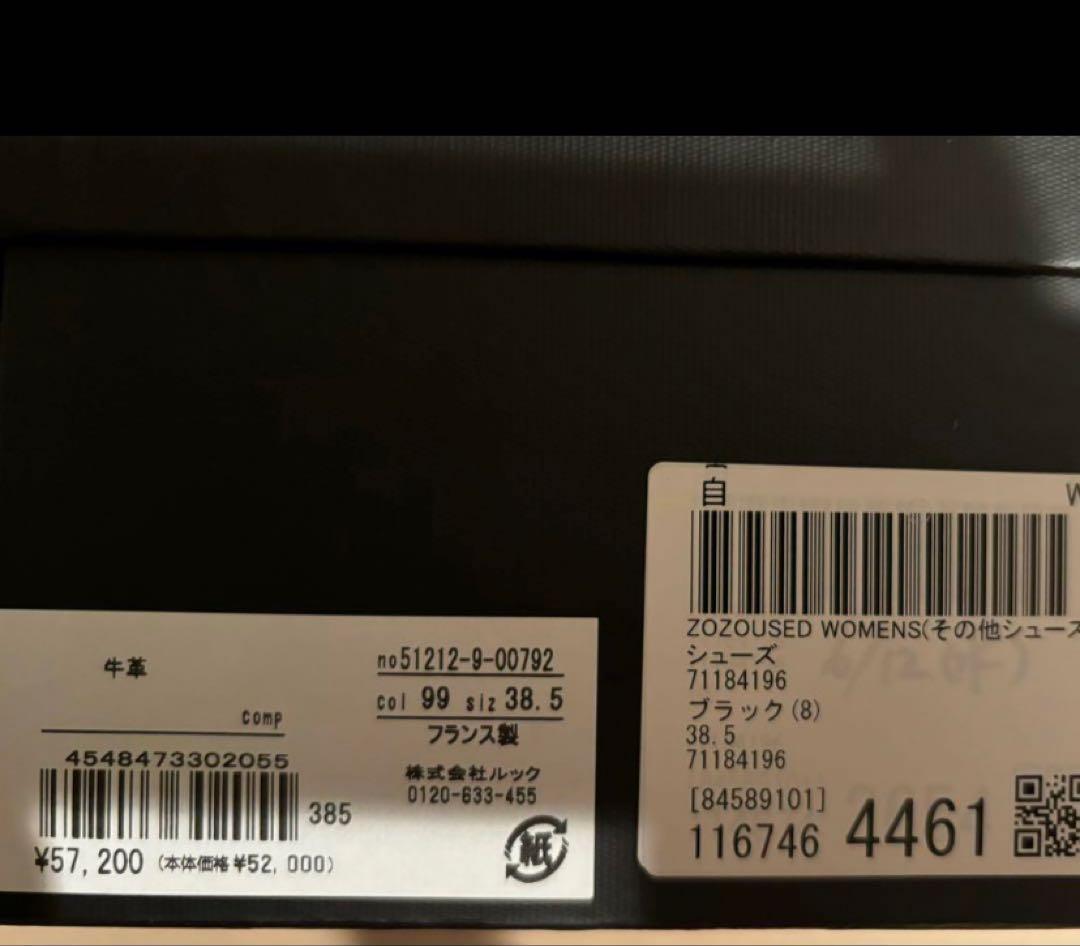 牛革
comp
4548473302055
385
¥57,200 (本体価格 ¥52,000)
no51212-9-00792
col 99 siz 38.5
フランス製
株式会社ルック
0120-633-455
紙
自
W
ZOZOUSED WOMENS(その他シューズ
シューズ
71184196
ブラック(8)
38.5
71184196
[84589101]
116746 4461